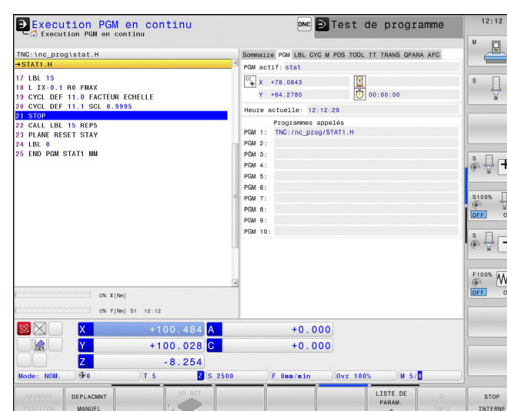 Execution PGM en continu
Execution PGM en continu
DNC
Test de programme
12:12
TNC:\nc_prog\stat.H
→STAT1.H
17 LBL 15
18 L IX-0.1 R0 FMAX
19 CYCL DEF 11.0 FACTEUR ECHELLE
20 CYCL DEF 11.1 SCL 0.9995
21 STOP
22 CALL LBL 15 REP5
23 PLANE RESET STAY
24 LBL 0
25 END PGM STAT1 MM
0% X[Nm]
0% Y[Nm] S1 12:12
Sommaire PGM LBL CYC M POS TOOL TT TRANS QPARA AFC
PGM actif: stat
CC
X +78.0843
Y +64.2780
00:00:00
Heure actuelle: 12:12:29
Programmes appelés
PGM 1: TNC:/nc_prog/STAT1.H
PGM 2:
PGM 3:
PGM 4:
PGM 5:
PGM 6:
PGM 7:
PGM 8:
PGM 9:
PGM 10:
X +100.484 A +0.000
Y +100.028 C +0.000
Z -8.254
Mode: NOM. 0 T 5 Z S 2500 F 0mm/min Ovr 100% M 5/8
M
S
S
S100%
OFF
S
F100%
OFF
DEPLACMNT
MANUEL
3D ROT
LISTE DE
PARAM.
STOP
INTERNE